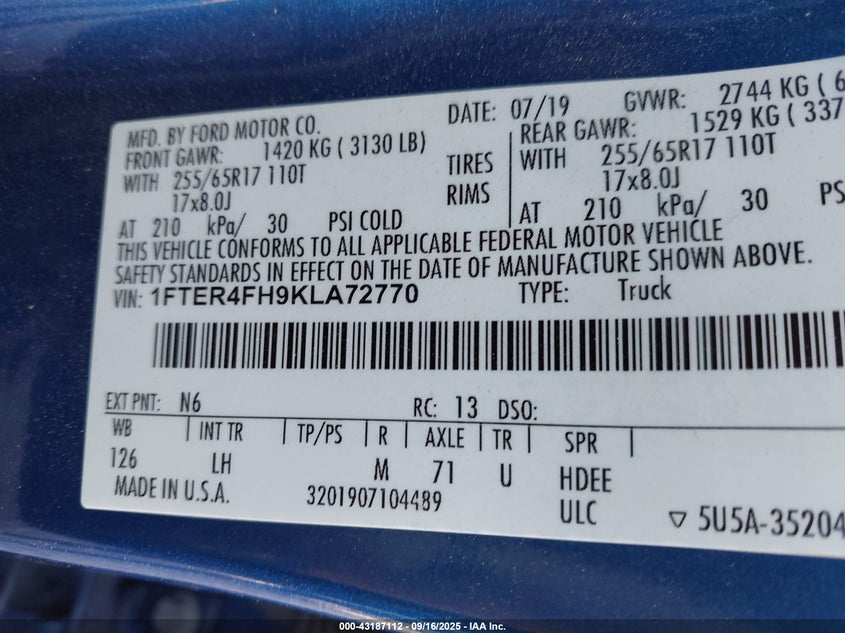 MFD. BY FORD MOTOR CO. DATE: 07/19 GVWR: 2744 KG ( 6
FRONT GAWR: 1420 KG ( 3130 LB) REAR GAWR: 1529 KG ( 337
WITH 255/65R17 110T TIRES WITH 255/65R17 110T
17x8.0J RIMS 17x8.0J
AT 210 kPa/ 30 PSI COLD AT 210 kPa/ 30 PS
THIS VEHICLE CONFORMS TO ALL APPLICABLE FEDERAL MOTOR VEHICLE
SAFETY STANDARDS IN EFFECT ON THE DATE OF MANUFACTURE SHOWN ABOVE.
VIN: 1FTER4FH9KLA72770 TYPE: Truck
EXT PNT: N6 RC: 13 DSO:
WB INT TR TP/PS R AXLE TR SPR
126 LH M 71 U HDEE
MADE IN U.S.A. 3201907104489 ULC ▽ 5U5A-35204
000-43187112 - 09/16/2025 - IAA Inc.